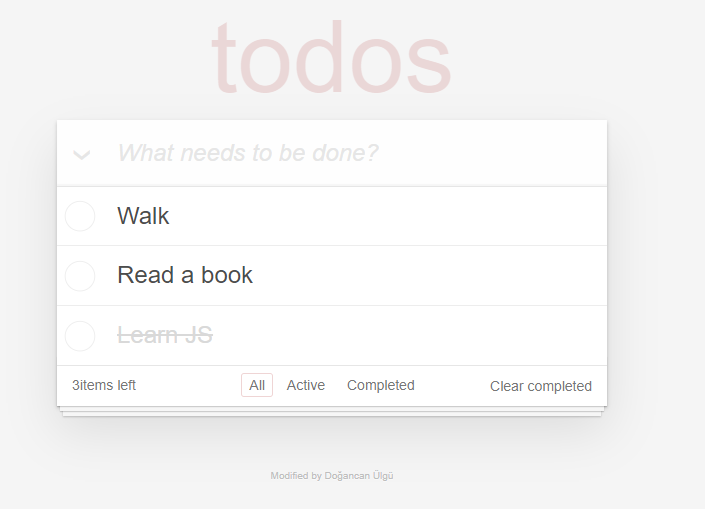 todos
What needs to be done?
Walk
Read a book
Learn JS
3items left
All
Active
Completed
Clear completed
Modified by Doğancan Ülgü